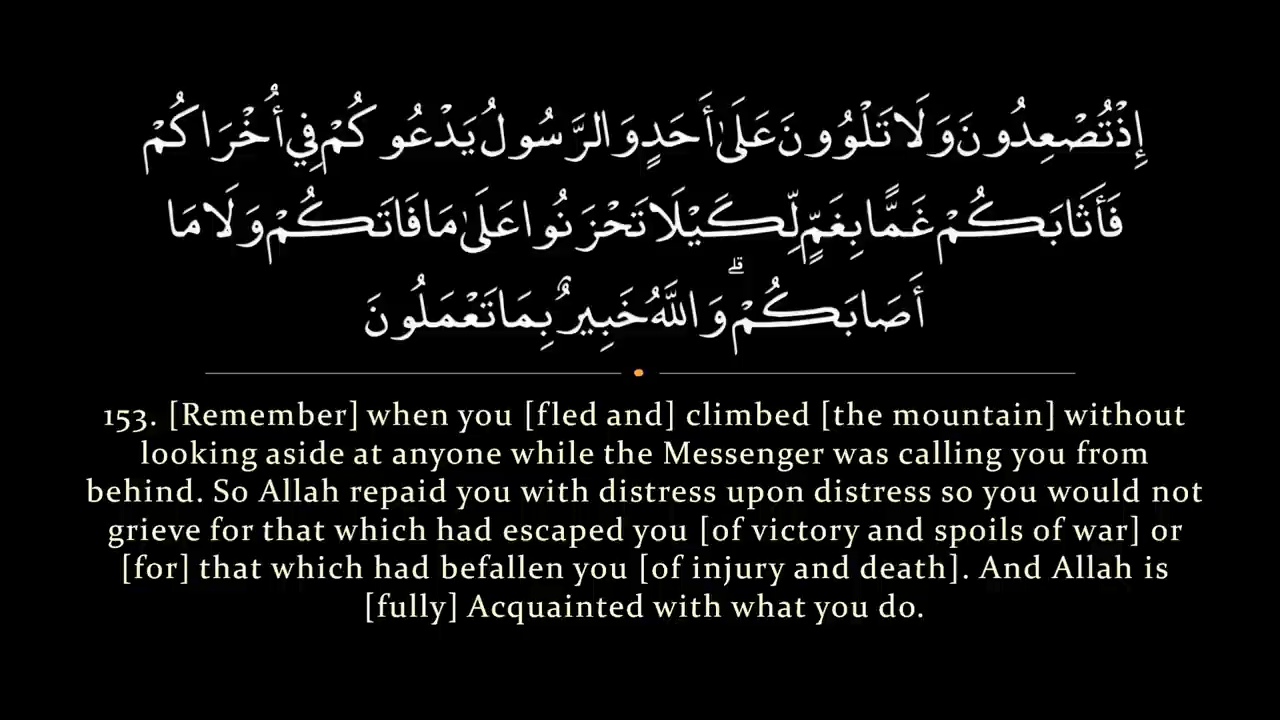 إِذْ تُصْعِدُونَ وَلَا تَلْوُونَ عَلَىٰ أَحَدٍ وَالرَّسُولُ يَدْعُوكُمْ فِي أُخْرَاكُمْ
فَأَثَابَكُمْ غَمًّا بِغَمٍّ لِّكَيْلَا تَحْزَنُوا عَلَىٰ مَا فَاتَكُمْ وَلَا مَا
أَصَابَكُمْ ۗ وَاللَّهُ خَبِيرٌ بِمَا تَعْمَلُونَ
153. [Remember] when you [fled and] climbed [the mountain] without
looking aside at anyone while the Messenger was calling you from
behind. So Allah repaid you with distress upon distress so you would not
grieve for that which had escaped you [of victory and spoils of war] or
[for] that which had befallen you [of injury and death]. And Allah is
[fully] Acquainted with what you do.